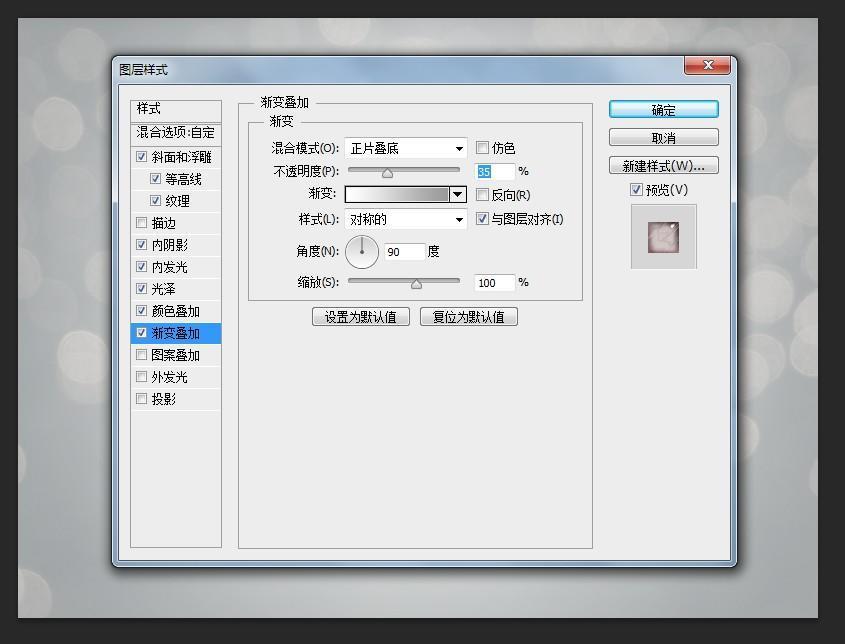 图层样式
样式
混合选项:自定
斜面和浮雕
等高线
纹理
描边
内阴影
内发光
光泽
颜色叠加
渐变叠加
图案叠加
外发光
投影
渐变叠加
渐变
混合模式(O): 正片叠底 仿色
不透明度(P): 35 %
渐变: 反向(R)
样式(L): 对称的 与图层对齐(I)
角度(N): 90 度
缩放(S): 100 %
设置为默认值 复位为默认值
确定
取消
新建样式(W)...
预览(V)